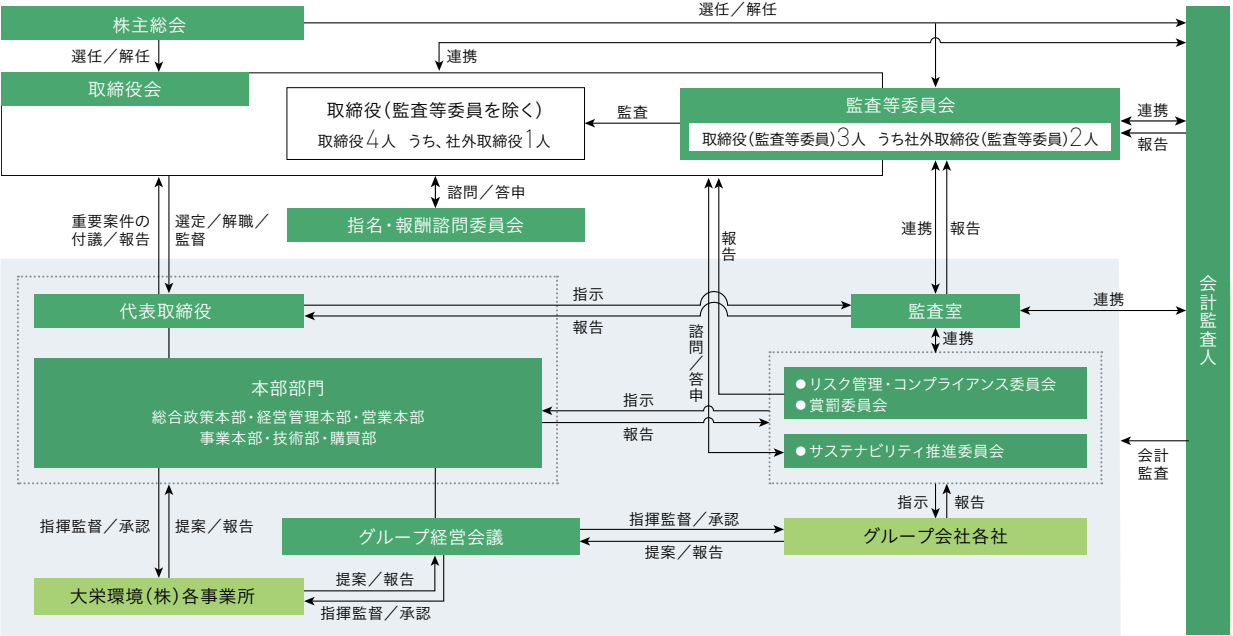 株主総会
選任／解任
選任／解任
連携
取締役会
取締役（監査等委員を除く）
取締役4人　うち、社外取締役1人
監査
監査等委員会
取締役（監査等委員）3人　うち社外取締役（監査等委員）2人
連携
報告
諮問／答申
指名・報酬諮問委員会
重要案件の
付議／報告
選定／解職／
監督
報告
連携
報告
代表取締役
指示
報告
監査室
連携
会計監査人
連携
諮問／答申
本部部門
総合政策本部・経営管理本部・営業本部
事業本部・技術部・購買部
指示
報告
●リスク管理・コンプライアンス委員会
●賞罰委員会
●サステナビリティ推進委員会
会計
監査
指揮監督／承認
提案／報告
指示
報告
グループ経営会議
指揮監督／承認
提案／報告
グループ会社各社
大栄環境（株）各事業所
提案／報告
指揮監督／承認